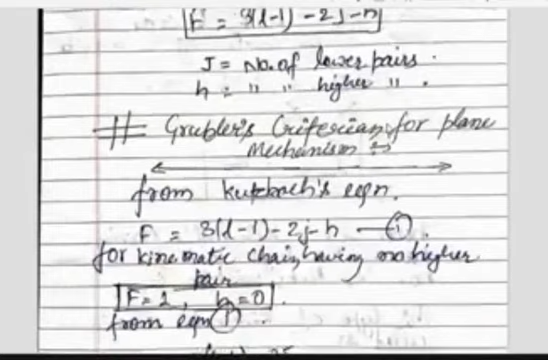 F = 3(l-1) - 2j-h
J = No. of lower pairs.
h = " " higher ".
# Grubler's Criterian for plane
Mechanism :-
from kutzbach's eqn.
F = 3(l-1)-2j-h —①.
for kinematic chain, having no higher
pair
F=1, h=0.
from eqn ①